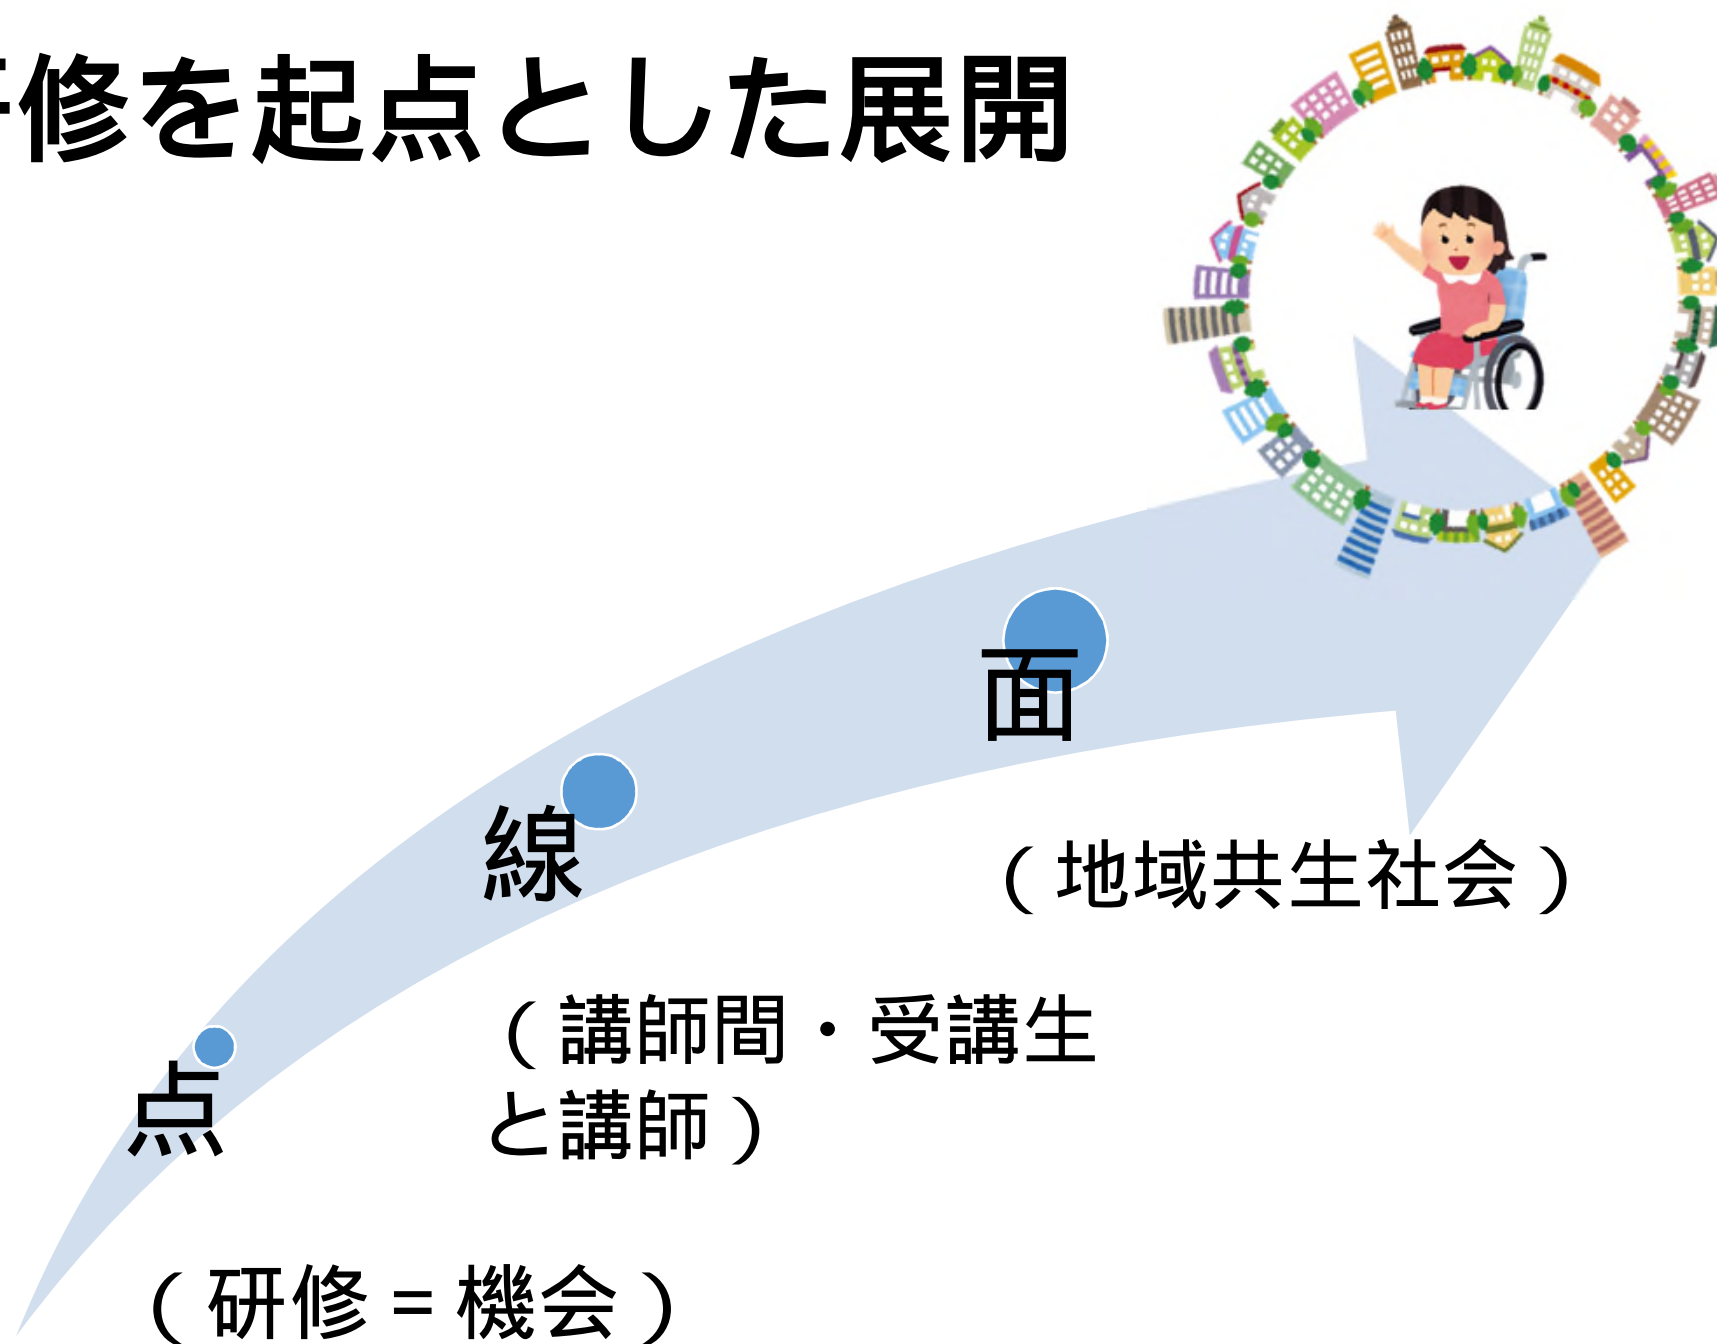 修を起点とした展開
面
線
（地域共生社会）
（講師間・受講生
と講師）
点
（研修＝機会）